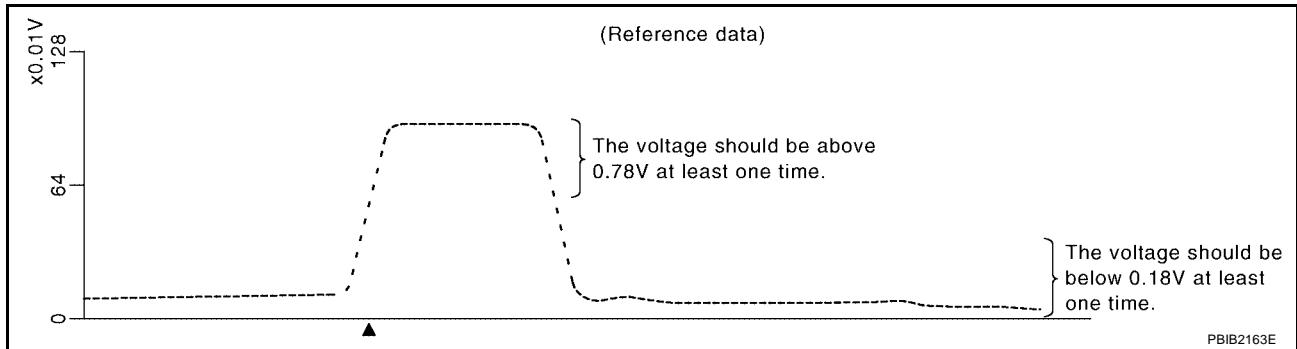 (Reference data)
x0.01V
128
64
0
The voltage should be above
0.78V at least one time.
The voltage should be
below 0.18V at least
one time.
PBIB2163E